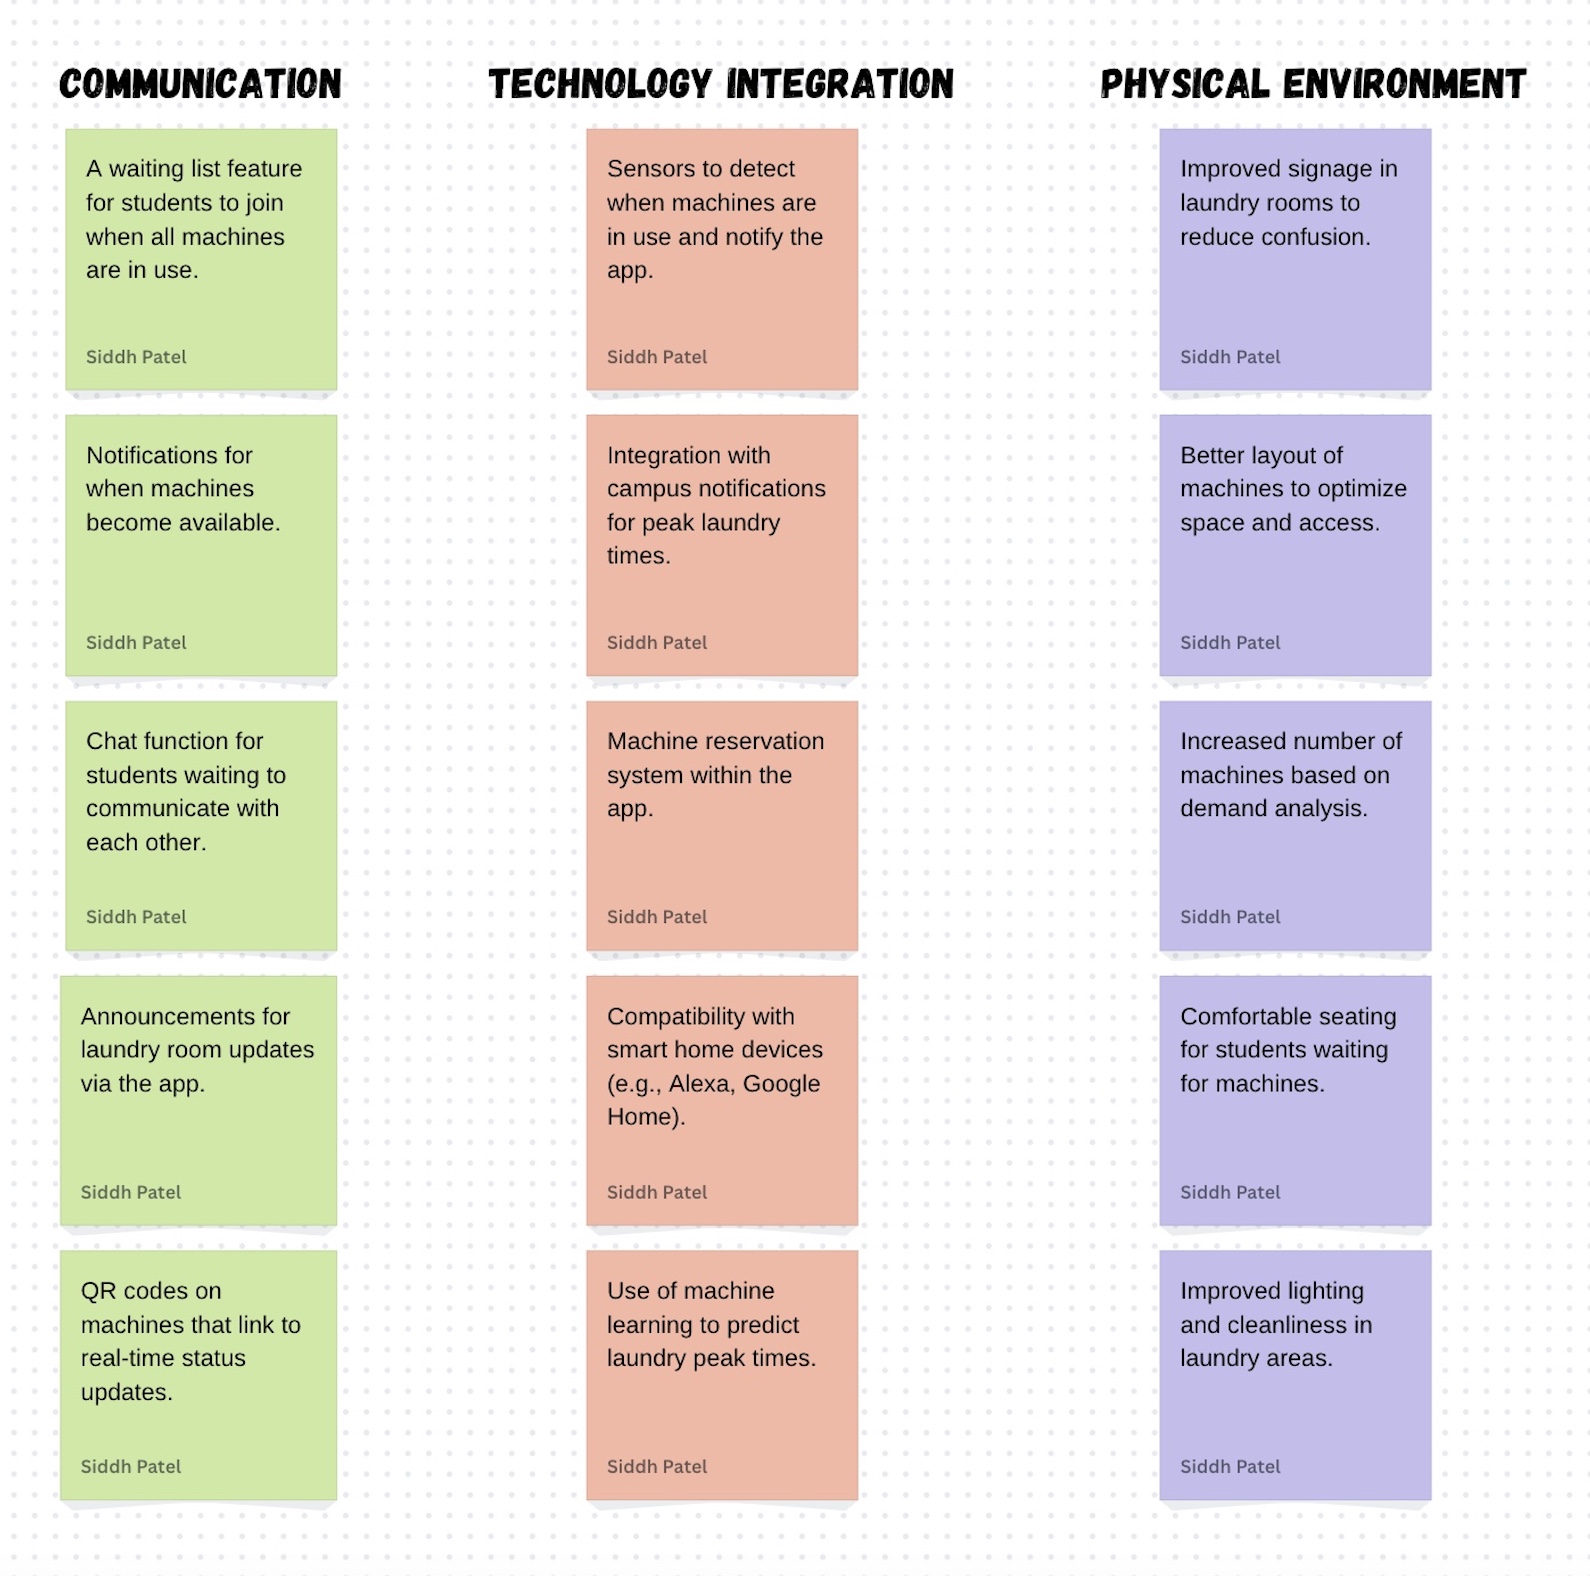 COMMUNICATION
A waiting list feature
for students to join
when all machines
are in use.
Siddh Patel
Notifications for
when machines
become available.
Siddh Patel
Chat function for
students waiting to
communicate with
each other.
Siddh Patel
Announcements for
laundry room updates
via the app.
Siddh Patel
QR codes on
machines that link to
real-time status
updates.
Siddh Patel
TECHNOLOGY INTEGRATION
Sensors to detect
when machines are
in use and notify the
app.
Siddh Patel
Integration with
campus notifications
for peak laundry
times.
Siddh Patel
Machine reservation
system within the
app.
Siddh Patel
Compatibility with
smart home devices
(e.g., Alexa, Google
Home).
Siddh Patel
Use of machine
learning to predict
laundry peak times.
Siddh Patel
PHYSICAL ENVIRONMENT
Improved signage in
laundry rooms to
reduce confusion.
Siddh Patel
Better layout of
machines to optimize
space and access.
Siddh Patel
Increased number of
machines based on
demand analysis.
Siddh Patel
Comfortable seating
for students waiting
for machines.
Siddh Patel
Improved lighting
and cleanliness in
laundry areas.
Siddh Patel